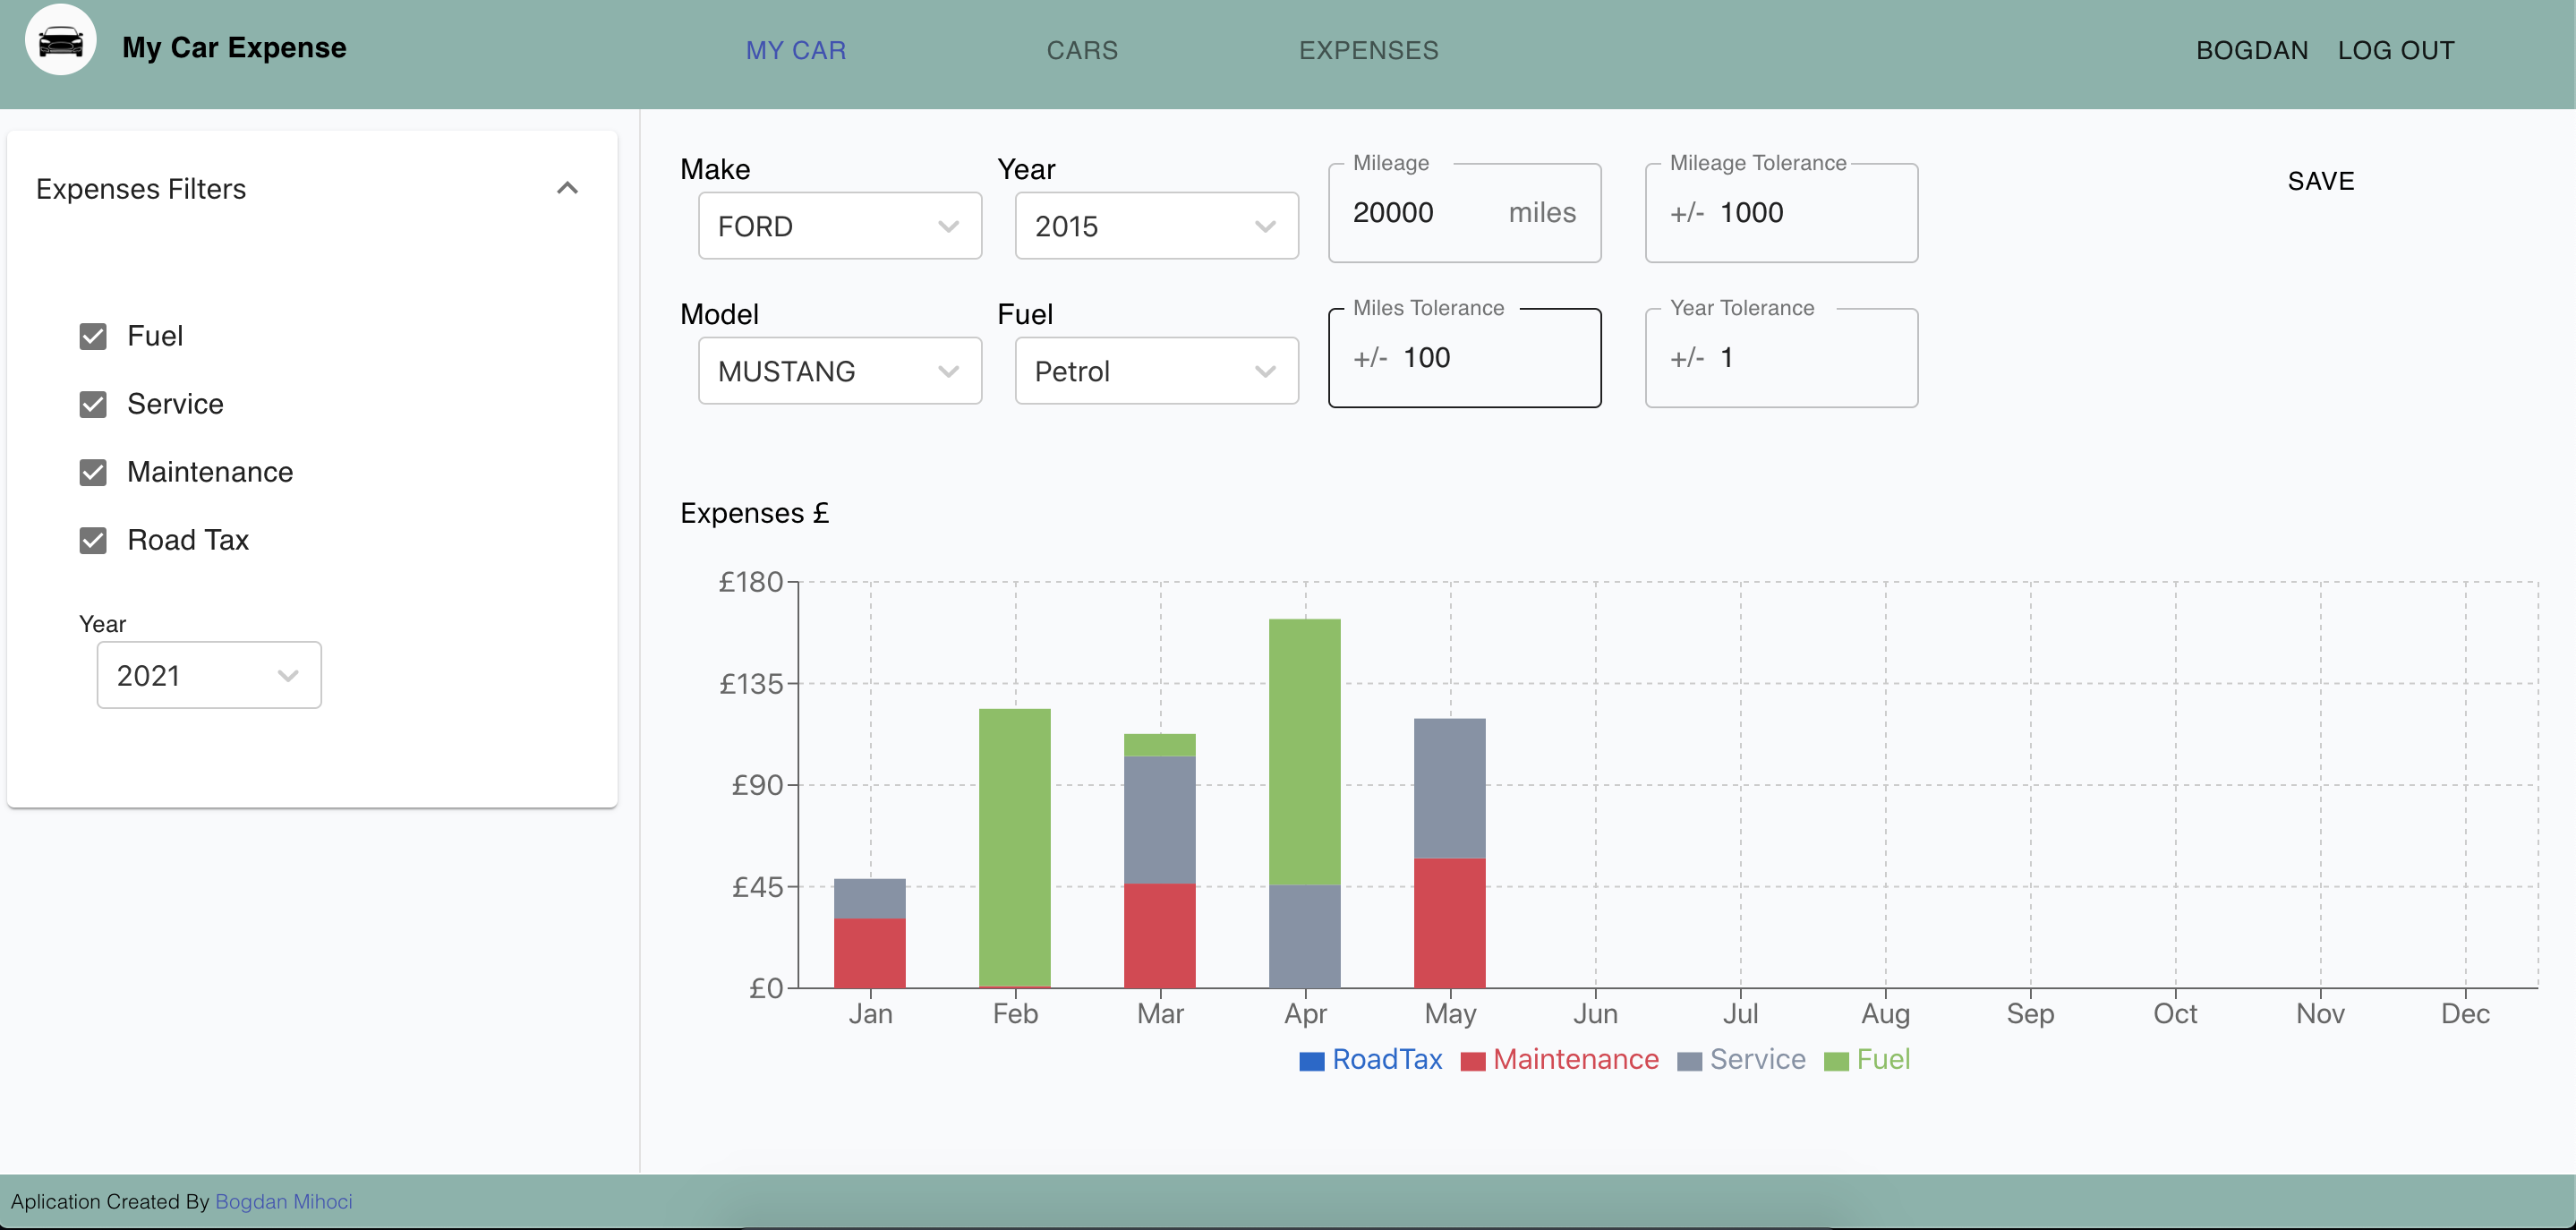 My Car Expense
MY CAR
CARS
EXPENSES
BOGDAN
LOG OUT
Expenses Filters
Fuel
Service
Maintenance
Road Tax
Year
2021
Make
FORD
Year
2015
Mileage
20000 miles
Mileage Tolerance
+/- 1000
SAVE
Model
MUSTANG
Fuel
Petrol
Miles Tolerance
+/- 100
Year Tolerance
+/- 1
Expenses £
£180
£135
£90
£45
£0
Jan Feb Mar Apr May Jun Jul Aug Sep Oct Nov Dec
RoadTax Maintenance Service Fuel
Aplication Created By Bogdan Mihoci